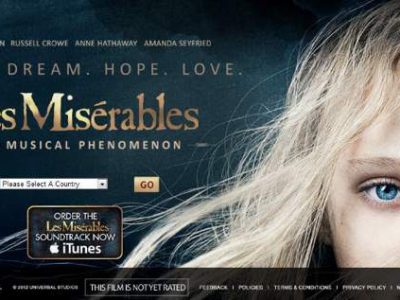 N RUSSELL CROWE ANNE HATHAWAY AMANDA SEYFRIED
DREAM. HOPE. LOVE.
es Misérables
MUSICAL PHENOMENON
Please Select A Country GO
ORDER THE
Les Misérables
SOUNDTRACK NOW
iTunes
© 2012 UNIVERSAL STUDIOS THIS FILM IS NOT YET RATED FEEDBACK | POLICIES | TERMS & CONDITIONS | PRIVACY POLICY